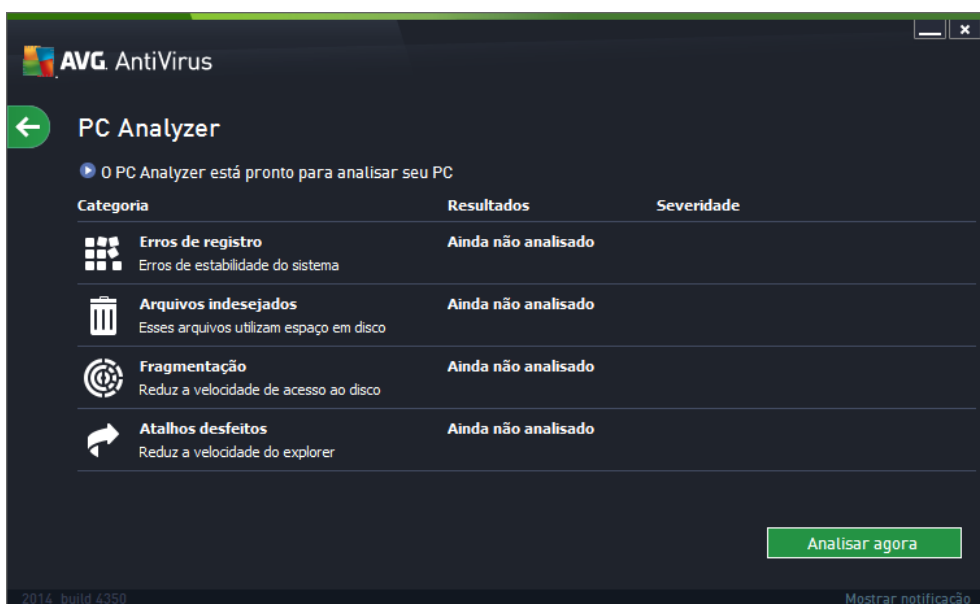 AVG. AntiVirus
PC Analyzer
O PC Analyzer está pronto para analisar seu PC
Categoria Resultados Severidade
Erros de registro Ainda não analisado
Erros de estabilidade do sistema
Arquivos indesejados Ainda não analisado
Esses arquivos utilizam espaço em disco
Fragmentação Ainda não analisado
Reduz a velocidade de acesso ao disco
Atalhos desfeitos Ainda não analisado
Reduz a velocidade do explorer
Analisar agora
2014 build 4350 Mostrar notificação